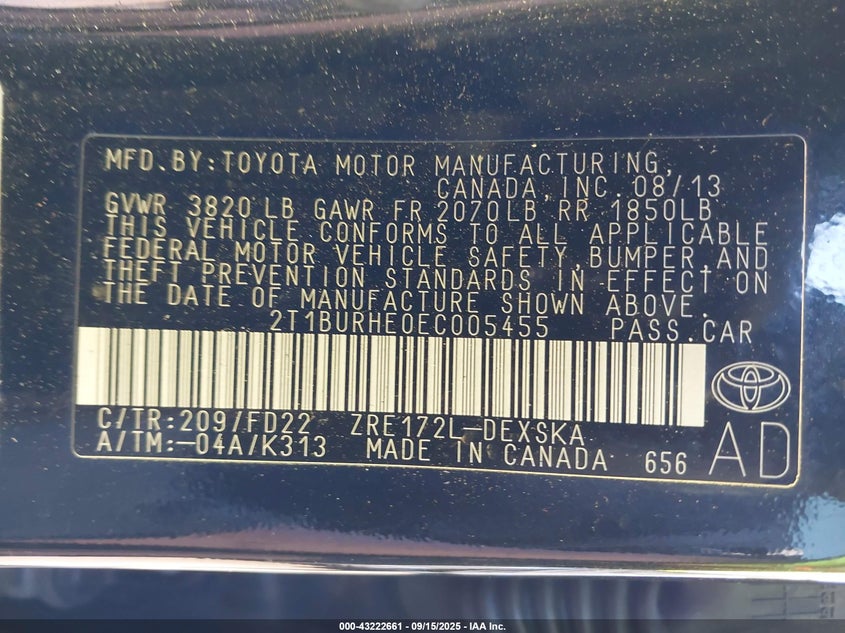 MFD.BY:TOYOTA MOTOR MANUFACTURING,
CANADA,INC. 08/13
GVWR 3820 LB GAWR FR 2070LB RR 1850LB
THIS VEHICLE CONFORMS TO ALL APPLICABLE
FEDERAL MOTOR VEHICLE SAFETY,BUMPER AND
THEFT PREVENTION STANDARDS IN EFFECT ON
THE DATE OF MANUFACTURE SHOWN ABOVE.
2T1BURHE0EC005455 PASS.CAR
C/TR:209/FD22 ZRE172L-DEXSKA
A/TM:-04A/K313 MADE IN CANADA 656 AD
000-43222661 - 09/15/2025 - IAA Inc.